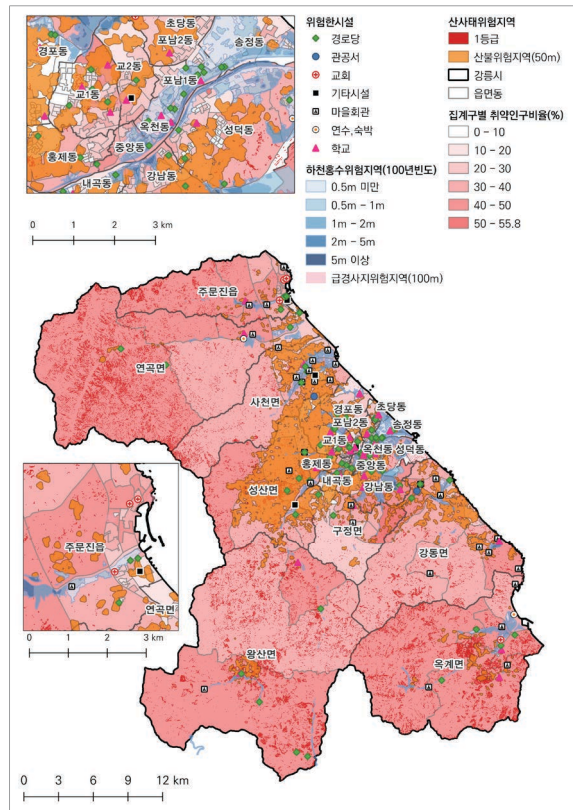 초당동
경포동
포남2동
송정동
교2동
포남1동
교1동
옥천동
성덕동
중앙동
홍제동
강남동
내곡동
0 1 2 3 km
위험한시설
경로당
관공서
교회
기타시설
마을회관
연수,숙박
학교
하천홍수위험지역(100년빈도)
0.5m 미만
0.5m - 1m
1m - 2m
2m - 5m
5m 이상
급경사지위험지역(100m)
산사태위험지역
1등급
산불위험지역(50m)
강릉시
읍면동
집계구별 취약인구비율(%)
0 - 10
10 - 20
20 - 30
30 - 40
40 - 50
50 - 55.8
주문진읍
연곡면
사천면
경포동
초당동
포남2동
송정동
교1동
옥천동 성덕동
홍제동
중앙동
내곡동
강남동
성산면
구정면
강동면
왕산면
옥계면
주문진읍
연곡면
0 1 2 3 km
0 3 6 9 12 km